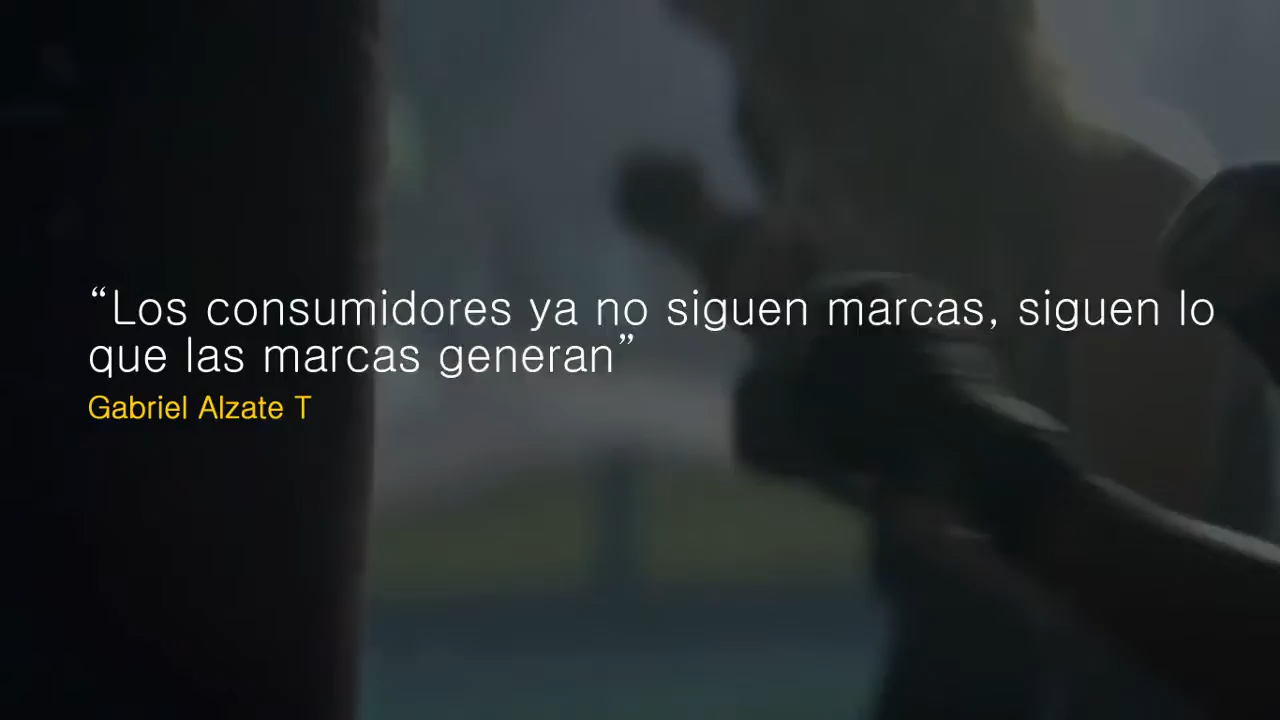 “Los consumidores ya no siguen marcas, siguen lo
que las marcas generan”
Gabriel Alzate T